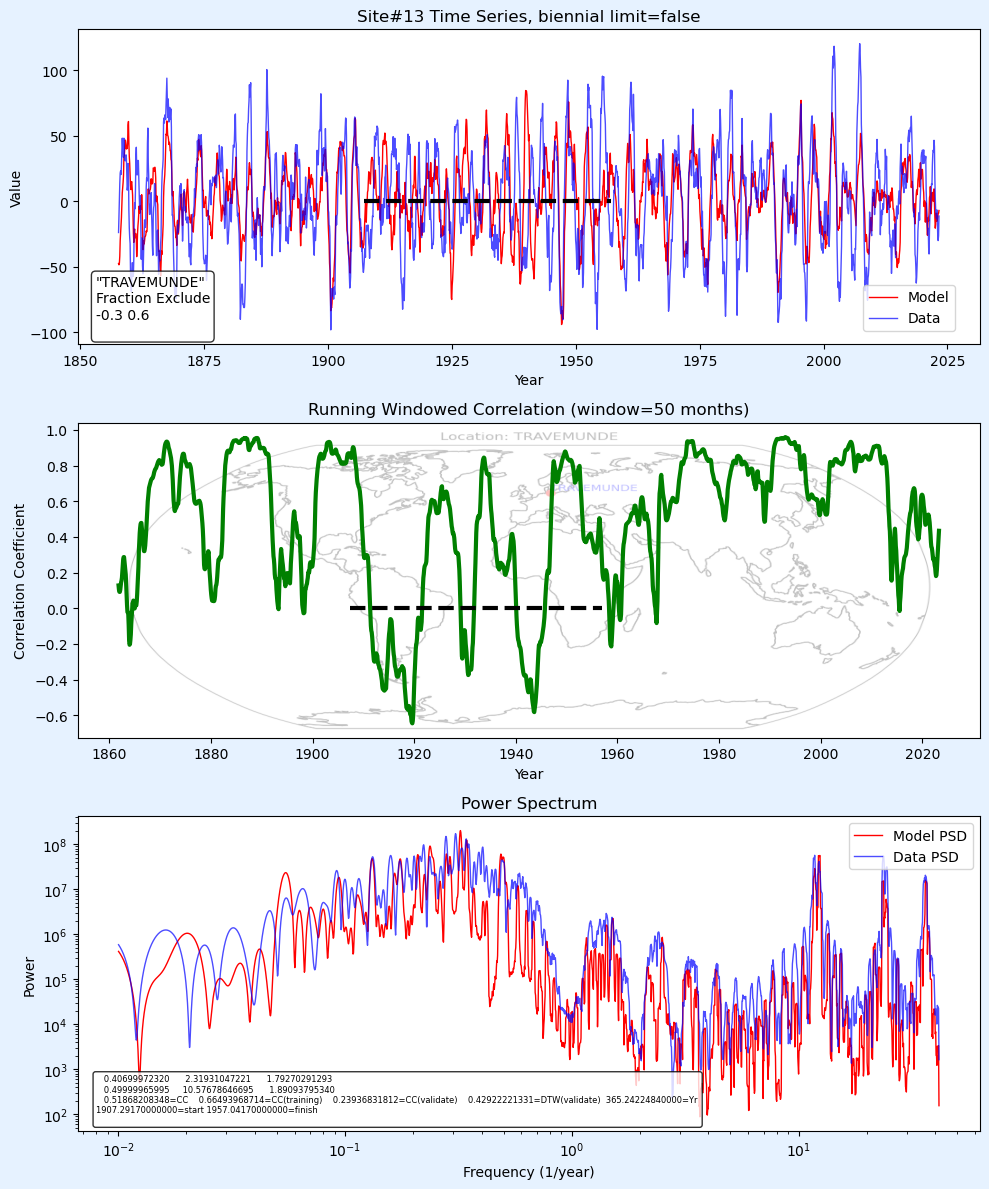 Site#13 Time Series, biennial limit=false
Value
100
50
0
−50
−100
"TRAVEMUNDE"
Fraction Exclude
-0.3 0.6
Model
Data
1850
1875
1900
1925
1950
1975
2000
2025
Year
Running Windowed Correlation (window=50 months)
Location: TRAVEMUNDE
TRAVEMUNDE
Correlation Coefficient
1.0
0.8
0.6
0.4
0.2
0.0
−0.2
−0.4
−0.6
1860
1880
1900
1920
1940
1960
1980
2000
2020
Year
Power Spectrum
Model PSD
Data PSD
Power
10^8
10^7
10^6
10^5
10^4
10^3
10^2
0.40699972320 2.31931047221 1.79270291293
0.49999965995 10.57678646695 1.89093795340
0.51868208348=CC 0.66493968714=CC(training) 0.23936831812=CC(validate) 0.42922221331=DTW(validate) 365.24224840000=Yr
1907.29170000000=start 1957.04170000000=finish
10^−2
10^−1
10^0
10^1
Frequency (1/year)